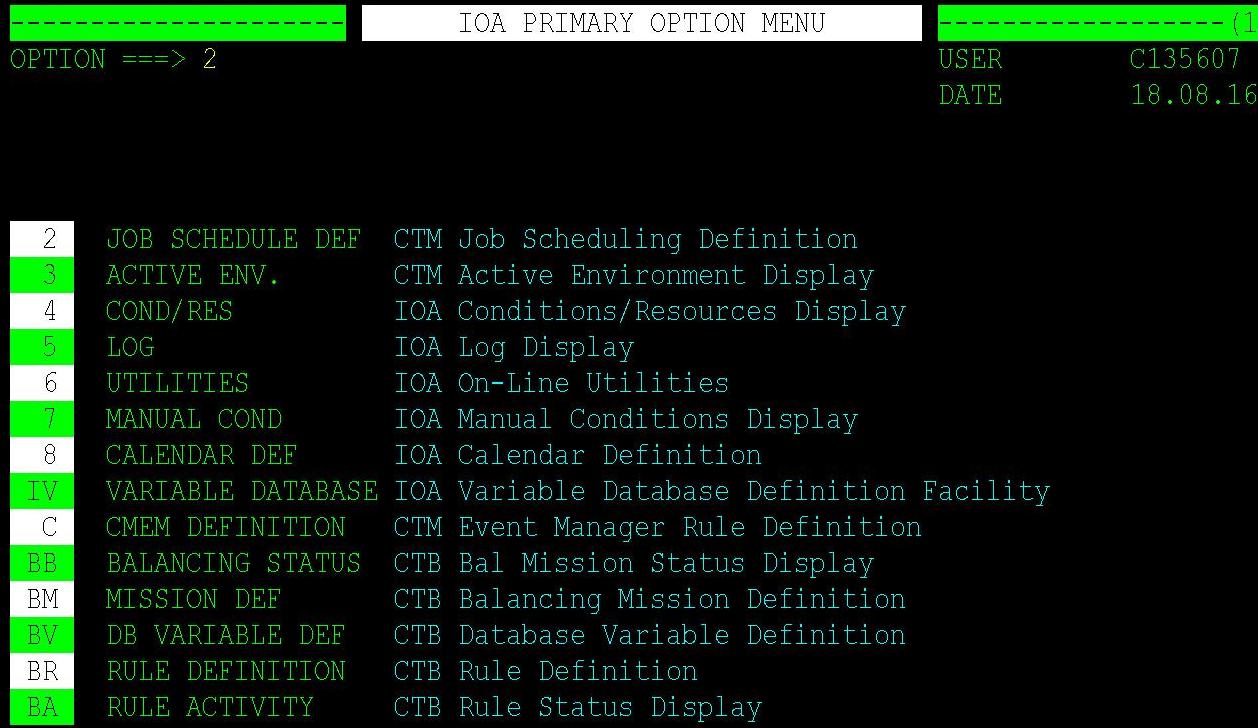 --------------------- IOA PRIMARY OPTION MENU ------------------(1
OPTION ===> 2 USER C135607
DATE 18.08.16
2 JOB SCHEDULE DEF CTM Job Scheduling Definition
3 ACTIVE ENV. CTM Active Environment Display
4 COND/RES IOA Conditions/Resources Display
5 LOG IOA Log Display
6 UTILITIES IOA On-Line Utilities
7 MANUAL COND IOA Manual Conditions Display
8 CALENDAR DEF IOA Calendar Definition
IV VARIABLE DATABASE IOA Variable Database Definition Facility
C CMEM DEFINITION CTM Event Manager Rule Definition
BB BALANCING STATUS CTB Bal Mission Status Display
BM MISSION DEF CTB Balancing Mission Definition
BV DB VARIABLE DEF CTB Database Variable Definition
BR RULE DEFINITION CTB Rule Definition
BA RULE ACTIVITY CTB Rule Status Display